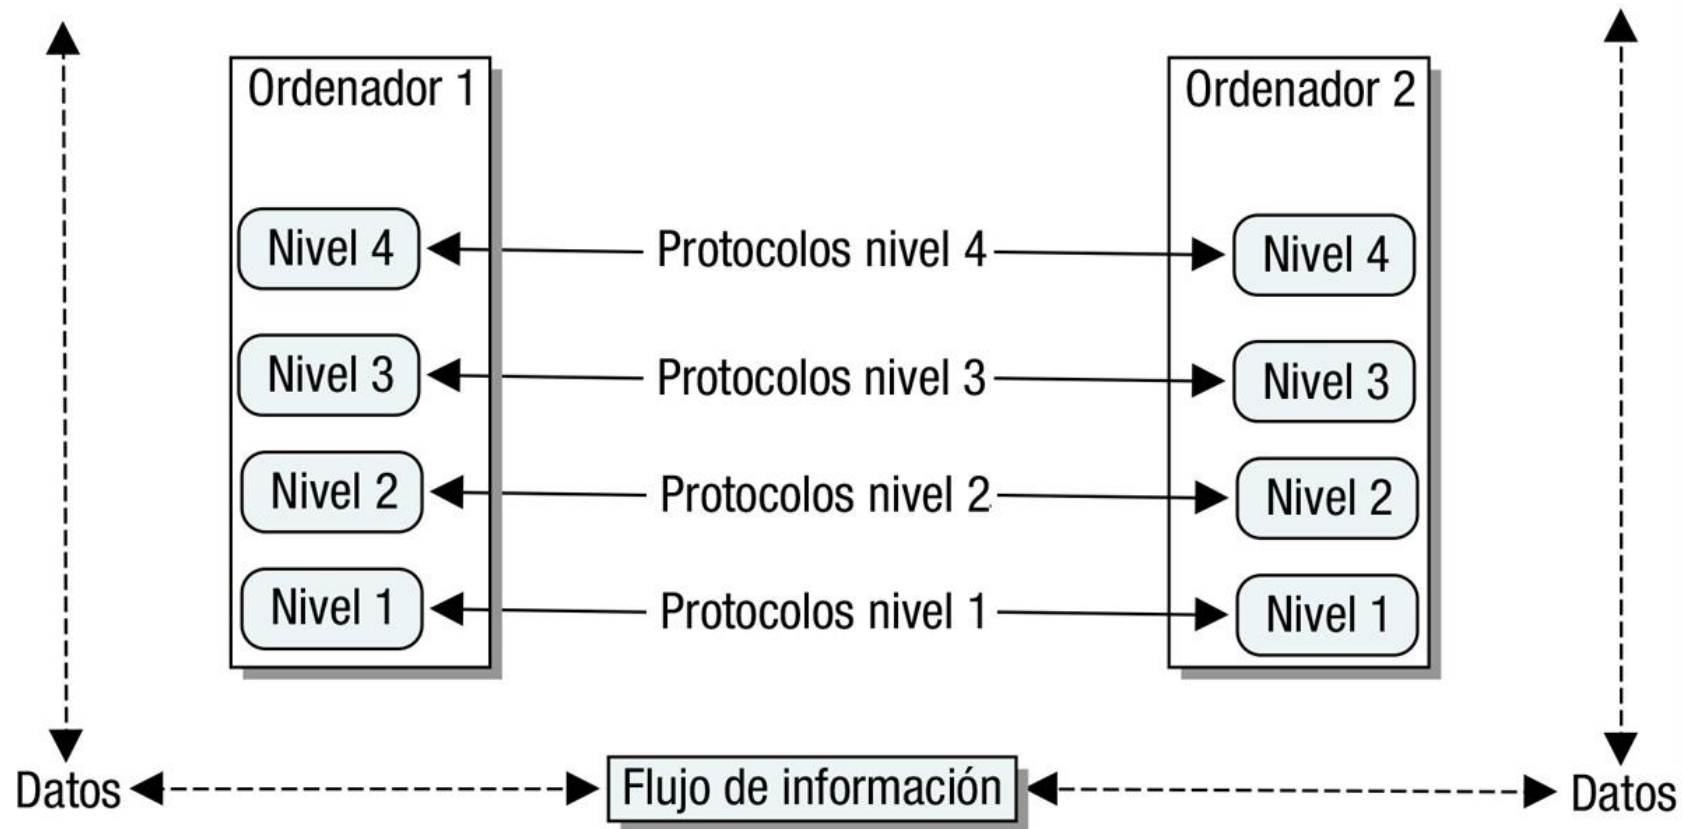 Ordenador 1
Ordenador 2
Nivel 4
Protocolos nivel 4
Nivel 4
Nivel 3
Protocolos nivel 3
Nivel 3
Nivel 2
Protocolos nivel 2
Nivel 2
Nivel 1
Protocolos nivel 1
Nivel 1
Datos
Flujo de información
Datos